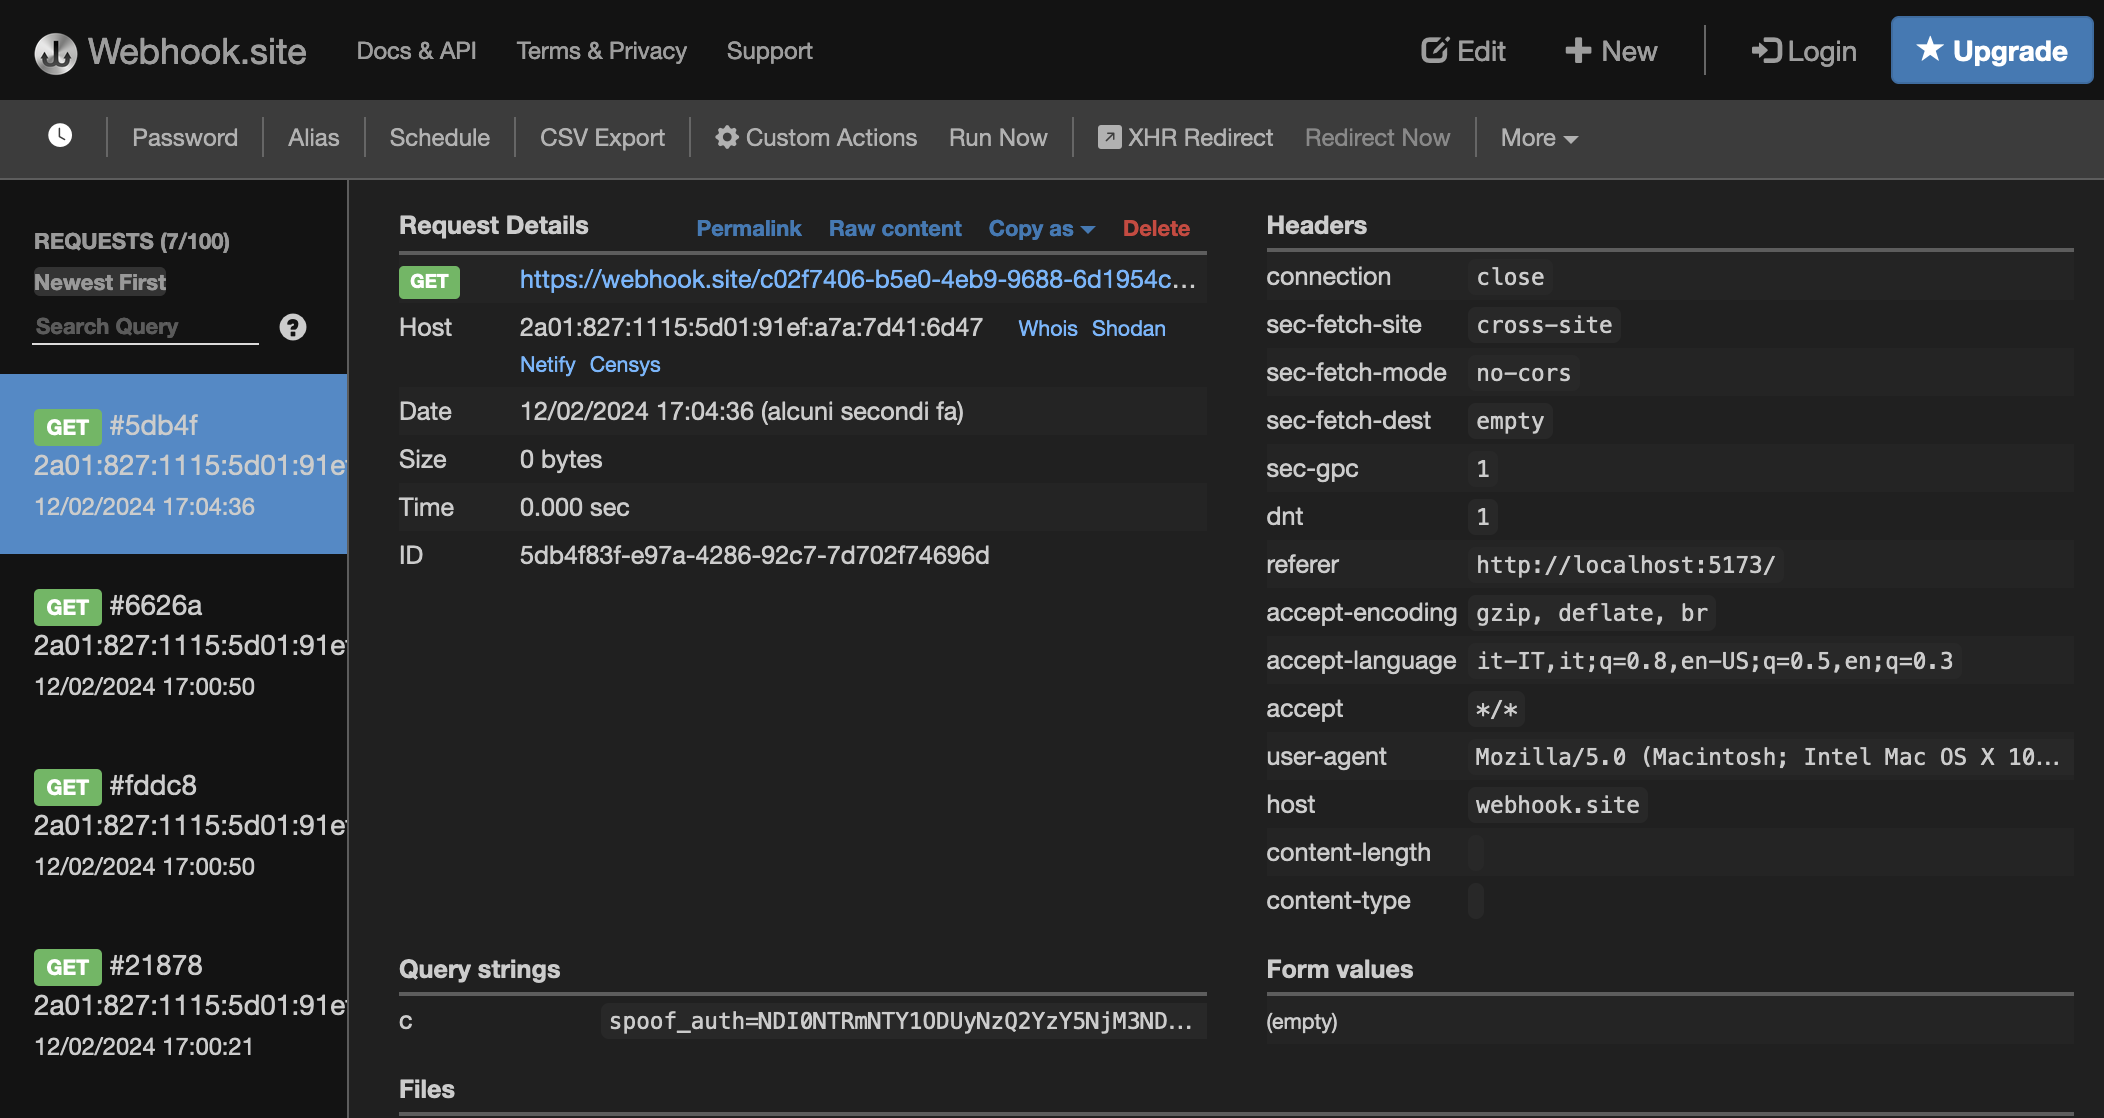 Webhook.site Docs & API Terms & Privacy Support Edit New Login Upgrade
Password Alias Schedule CSV Export Custom Actions Run Now XHR Redirect Redirect Now More
REQUESTS (7/100)
Newest First
Search Query
GET #5db4f
2a01:827:1115:5d01:91e
12/02/2024 17:04:36
GET #6626a
2a01:827:1115:5d01:91e
12/02/2024 17:00:50
GET #fddc8
2a01:827:1115:5d01:91e
12/02/2024 17:00:50
GET #21878
2a01:827:1115:5d01:91e
12/02/2024 17:00:21
Request Details Permalink Raw content Copy as Delete
GET https://webhook.site/c02f7406-b5e0-4eb9-9688-6d1954c...
Host 2a01:827:1115:5d01:91ef:a7a:7d41:6d47 Whois Shodan
Netify Censys
Date 12/02/2024 17:04:36 (alcuni secondi fa)
Size 0 bytes
Time 0.000 sec
ID 5db4f83f-e97a-4286-92c7-7d702f74696d
Headers
connection close
sec-fetch-site cross-site
sec-fetch-mode no-cors
sec-fetch-dest empty
sec-gpc 1
dnt 1
referer http://localhost:5173/
accept-encoding gzip, deflate, br
accept-language it-IT,it;q=0.8,en-US;q=0.5,en;q=0.3
accept */*
user-agent Mozilla/5.0 (Macintosh; Intel Mac OS X 10...
host webhook.site
content-length
content-type
Query strings
c spoof_auth=NDI0NTRmNTY1ODUyNzQ2YzY5NjM3ND...
Form values
(empty)
Files